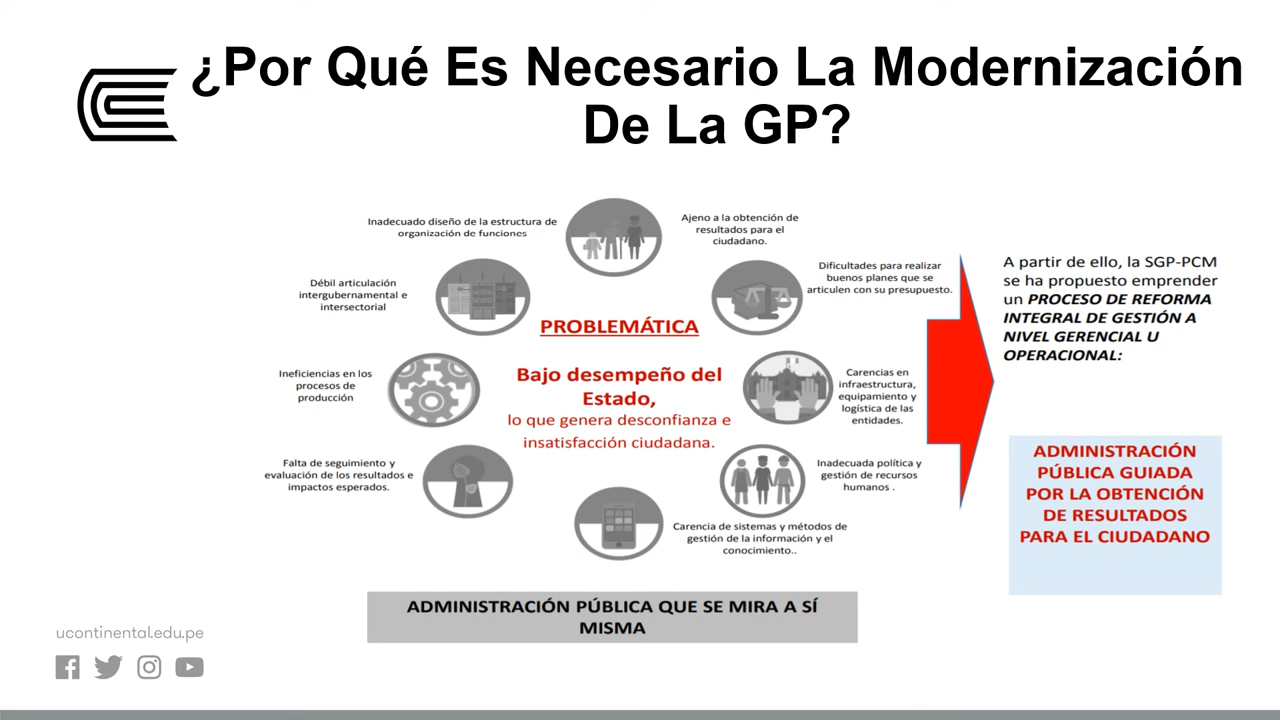 ¿Por Qué Es Necesario La Modernización
De La GP?
Inadecuado diseño de la estructura de
organización de funciones
Ajeno a la obtención de
resultados para el
ciudadano.
Débil articulación
intergubernamental e
intersectorial
Dificultades para realizar
buenos planes que se
articulen con su presupuesto.
PROBLEMÁTICA
Bajo desempeño del
Estado,
lo que genera desconfianza e
insatisfacción ciudadana.
Ineficiencias en los
procesos de
producción
Carencias en
infraestructura,
equipamiento y
logística de las
entidades.
Falta de seguimiento y
evaluación de los resultados e
impactos esperados.
Inadecuada política y
gestión de recursos
humanos .
Carencia de sistemas y métodos de
gestión de la información y el
conocimiento..
ADMINISTRACIÓN PÚBLICA QUE SE MIRA A SÍ
MISMA
A partir de ello, la SGP-PCM
se ha propuesto emprender
un PROCESO DE REFORMA
INTEGRAL DE GESTIÓN A
NIVEL GERENCIAL U
OPERACIONAL:
ADMINISTRACIÓN
PÚBLICA GUIADA
POR LA OBTENCIÓN
DE RESULTADOS
PARA EL CIUDADANO
ucontinental.edu.pe